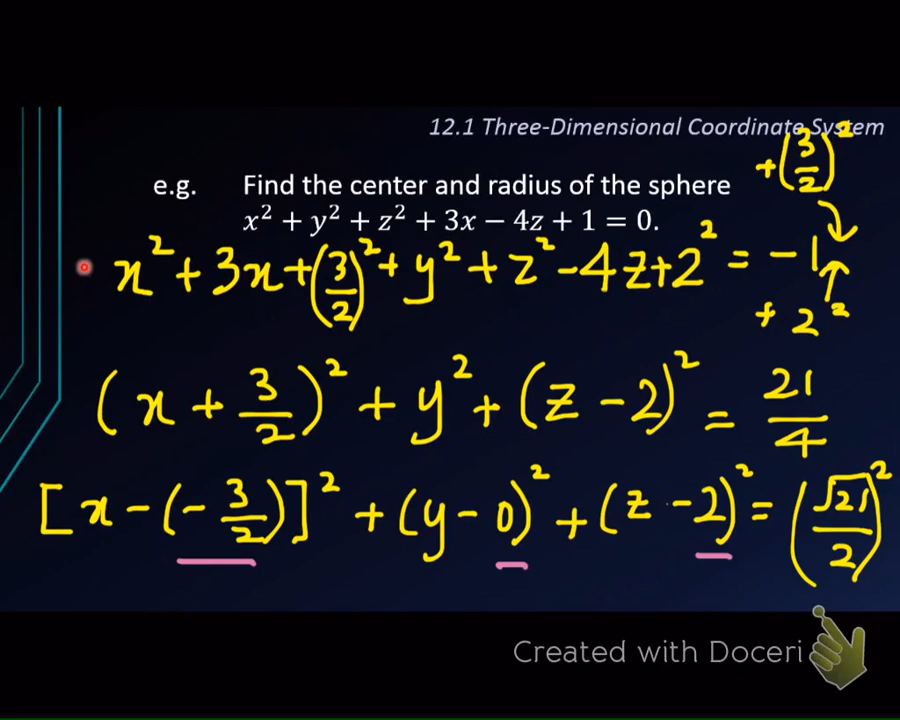 12.1 Three-Dimensional Coordinate System
+(3/2)²
e.g. Find the center and radius of the sphere
x² + y² + z² + 3x − 4z + 1 = 0.
x² + 3x + (3/2)² + y² + z² - 4z + 2² = -1
+ 2²
(x + 3/2)² + y² + (z - 2)² = 21/4
[x - (- 3/2)]² + (y - 0)² + (z - 2)² = (√21/2)²
Created with Doceri